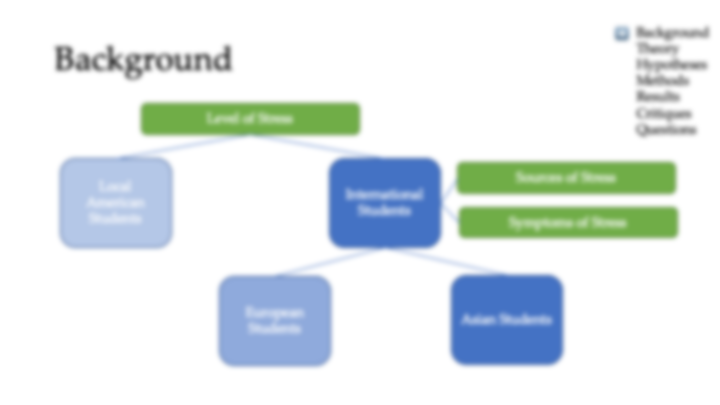 Background
Background
Theory
Hypotheses
Methods
Results
Critiques
Questions
Level of Stress
Local
American
Students
International
Students
Sources of Stress
Symptoms of Stress
European
Students
Asian Students